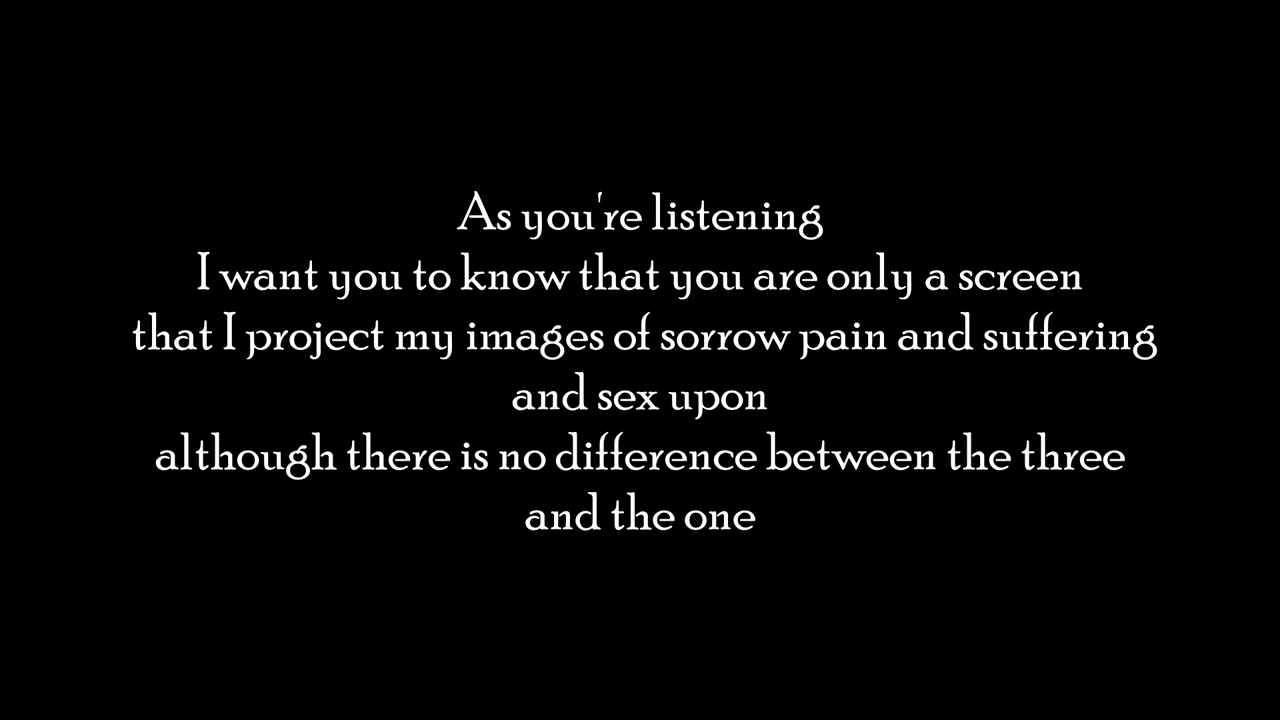 As you're listening
I want you to know that you are only a screen
that I project my images of sorrow pain and suffering
and sex upon
although there is no difference between the three
and the one